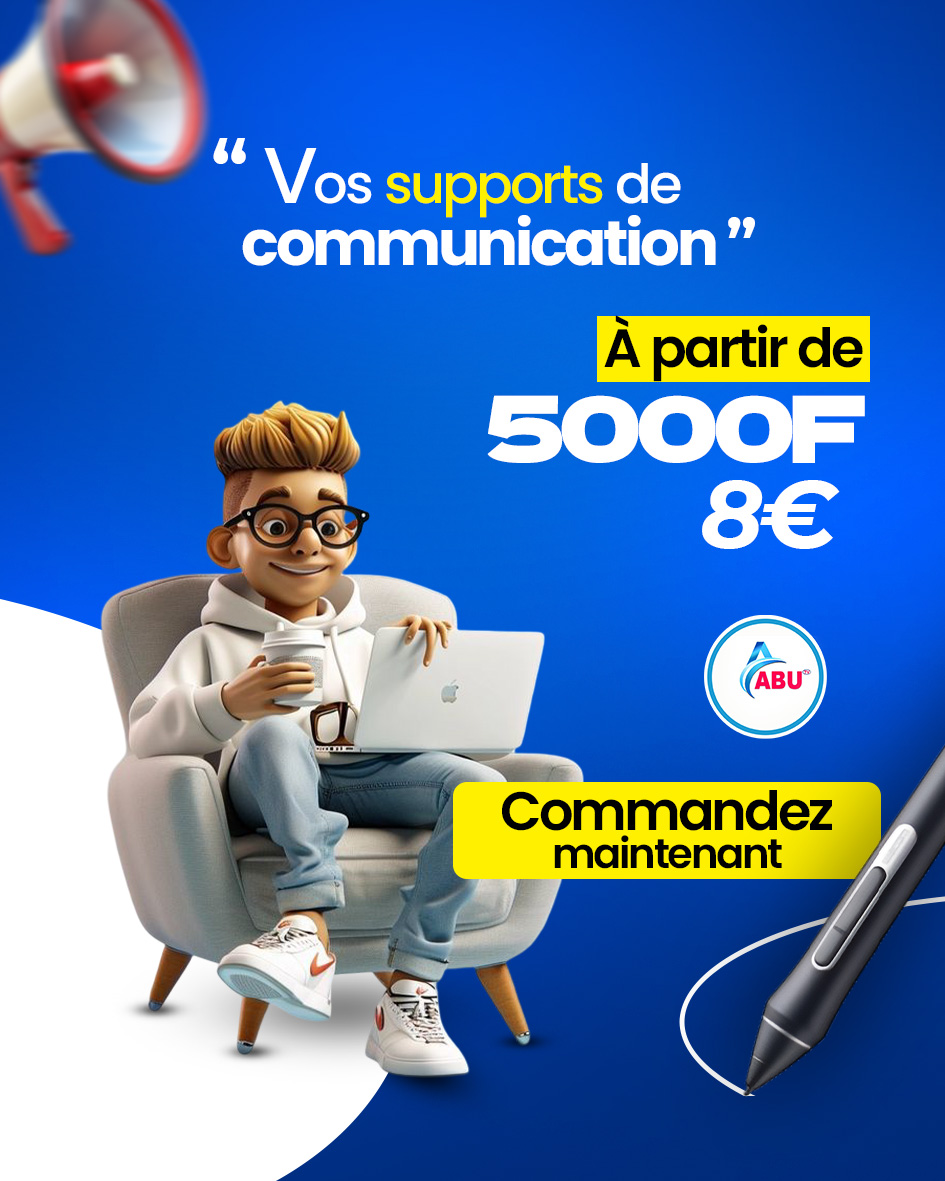 “ Vos supports de
communication ”
À partir de
5000F
8€
ABU
Commandez
maintenant